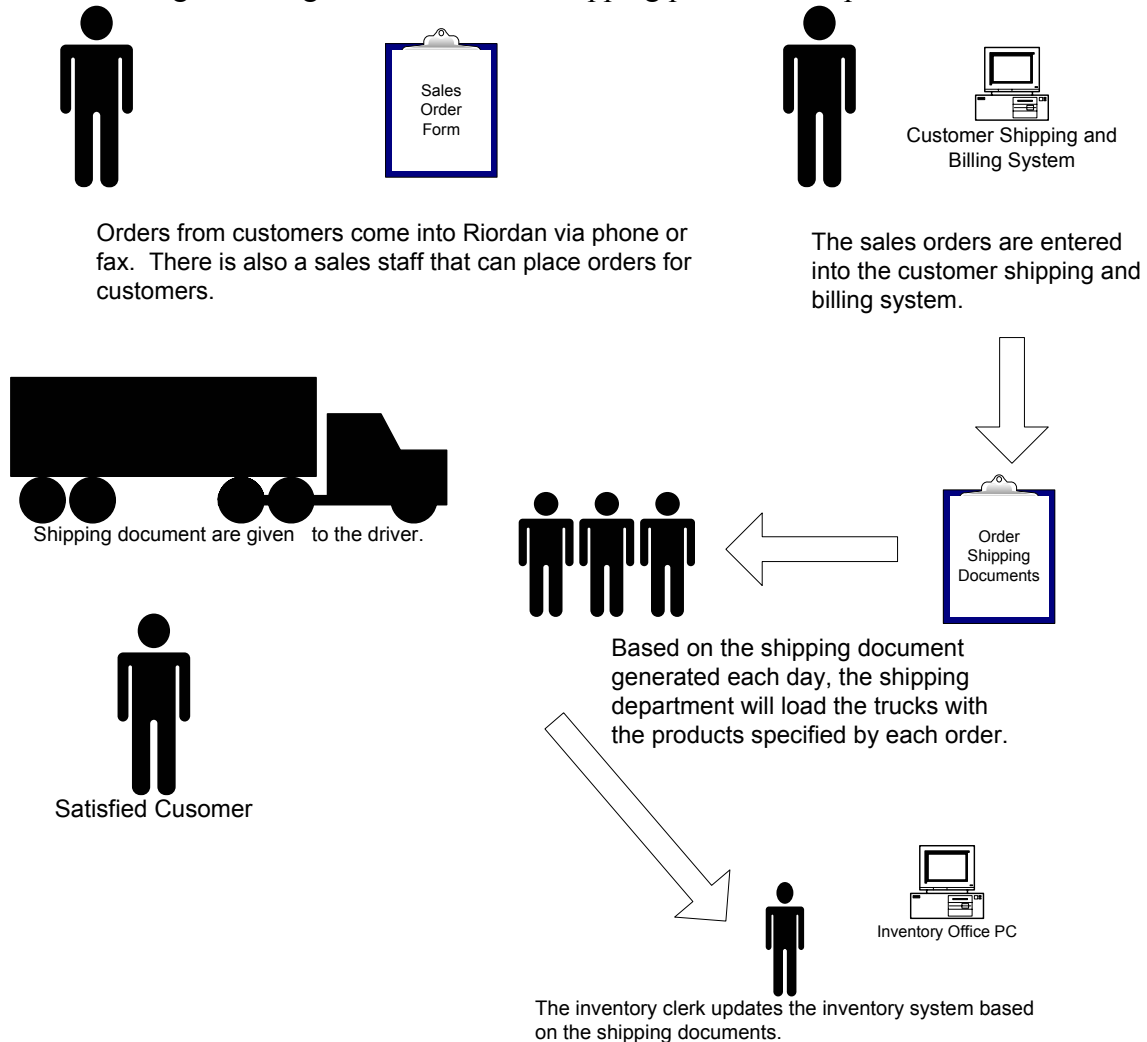 Sales
Order
Form
Customer Shipping and
Billing System
Orders from customers come into Riordan via phone or
fax.  There is also a sales staff that can place orders for
customers.
The sales orders are entered
into the customer shipping and
billing system.
Shipping document are given   to the driver.
Order
Shipping
Documents
Based on the shipping document
generated each day, the shipping
department will load the trucks with
the products specified by each order.
Satisfied Cusomer
Inventory Office PC
The inventory clerk updates the inventory system based
on the shipping documents.